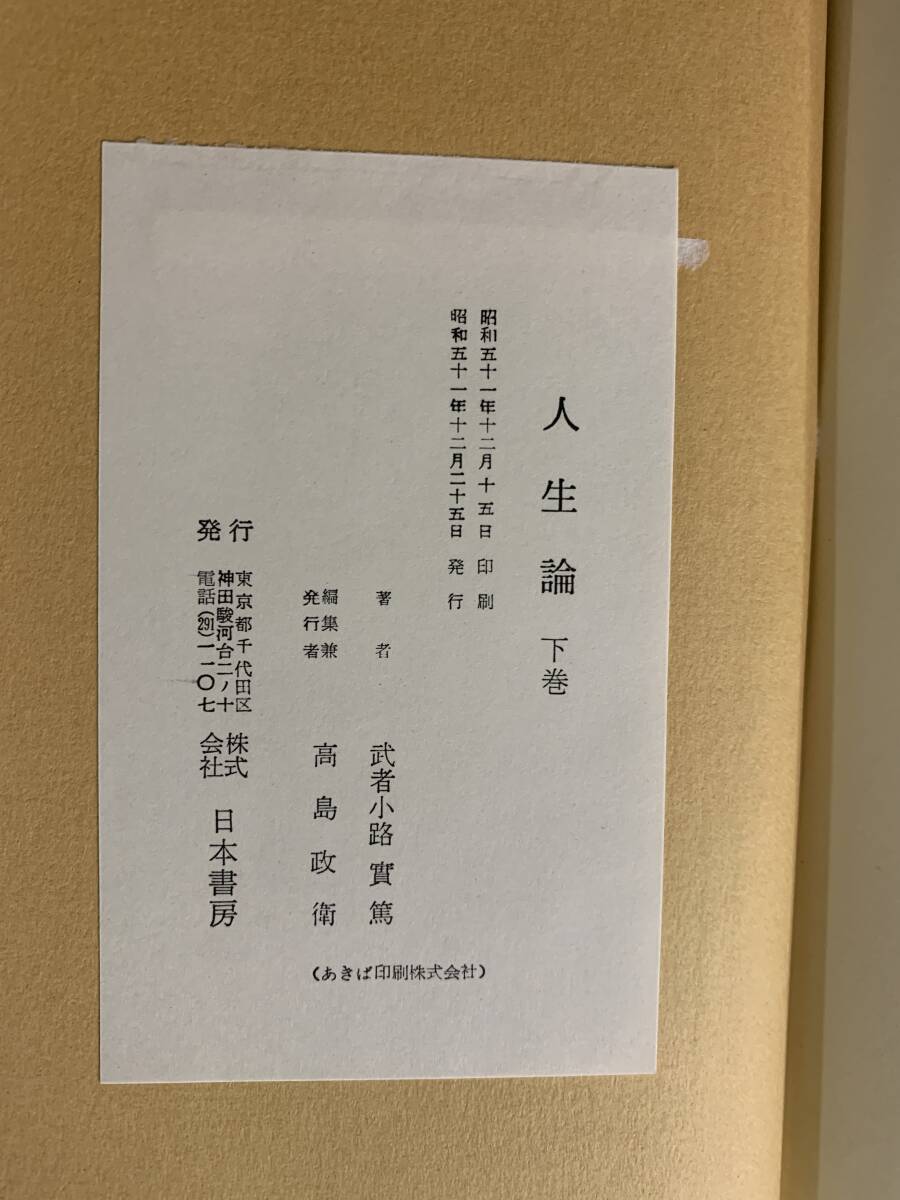 人生論 下巻
昭和五十一年十二月十五日 印刷
昭和五十一年十二月二十五日 発行
著者 武者小路實篤
編集兼
発行者
高島政衛
発行
東京都千代田区
神田駿河台二ノ十
電話(291)一一〇七
株式
会社
日本書房
(あきば印刷株式会社)